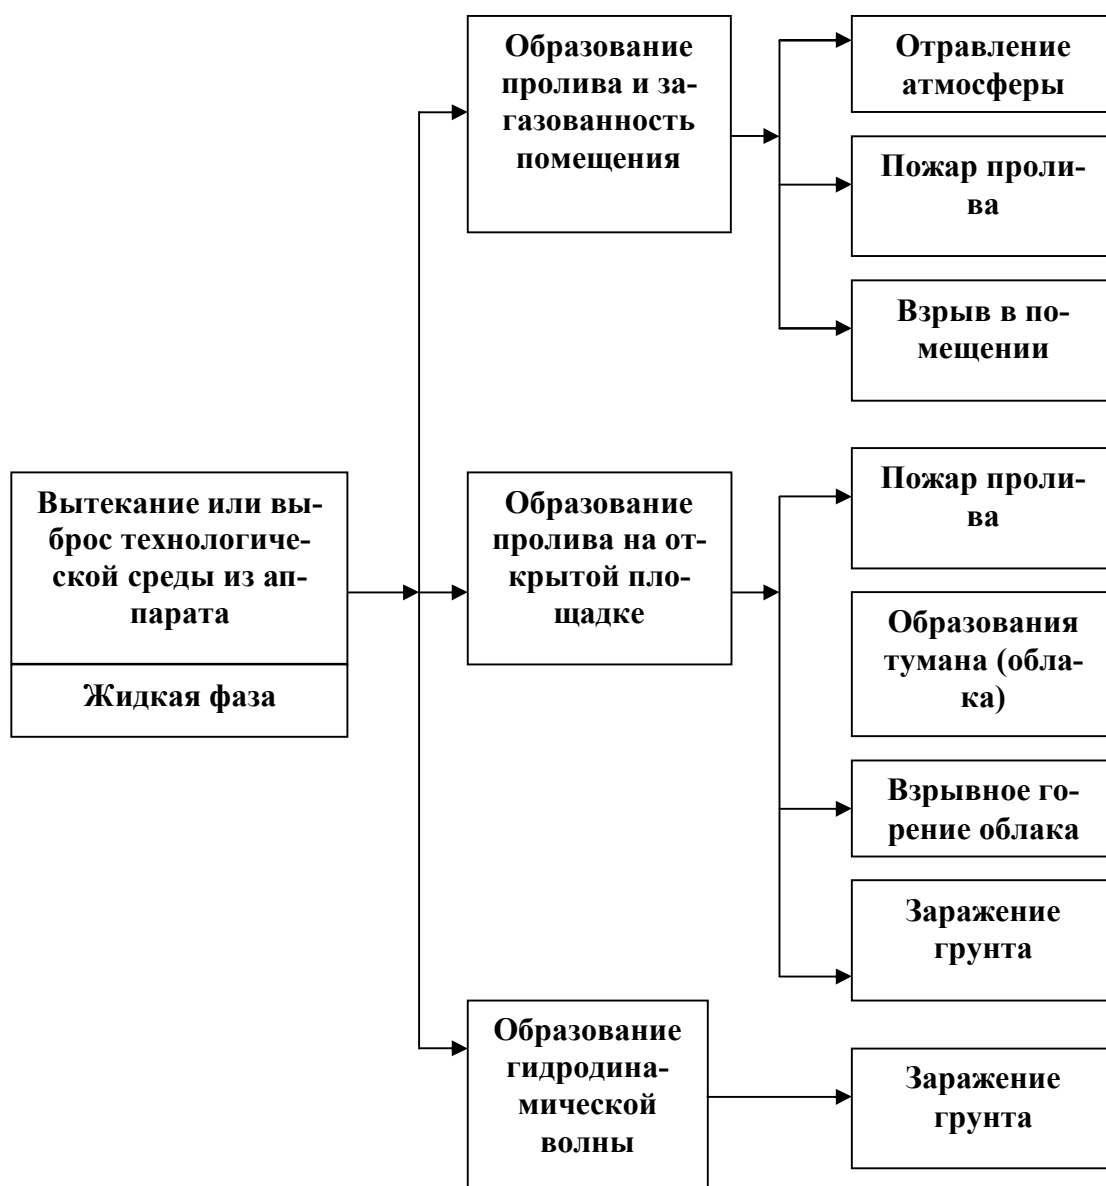 Образование
пролива и за-
газованность
помещения
Отравление
атмосферы
Пожар проли-
ва
Взрыв в по-
мещении
Вытекание или вы-
брос технологиче-
ской среды из ап-
парата
Жидкая фаза
Образование
пролива на от-
крытой пло-
щадке
Пожар проли-
ва
Образования
тумана (обла-
ка)
Взрывное го-
рение облака
Заражение
грунта
Образование
гидродина-
мической
волны
Заражение
грунта